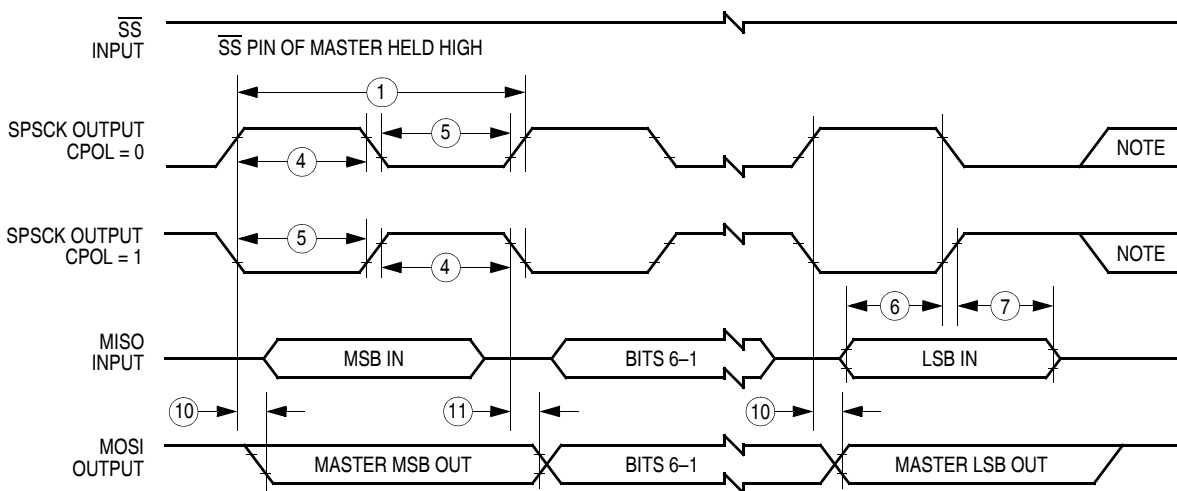 SS
INPUT
SS PIN OF MASTER HELD HIGH
1
SPSCK OUTPUT
CPOL = 0
5
4
NOTE
SPSCK OUTPUT
CPOL = 1
5
4
NOTE
6
7
MISO
INPUT
MSB IN
BITS 6–1
LSB IN
10
11
10
MOSI
OUTPUT
MASTER MSB OUT
BITS 6–1
MASTER LSB OUT